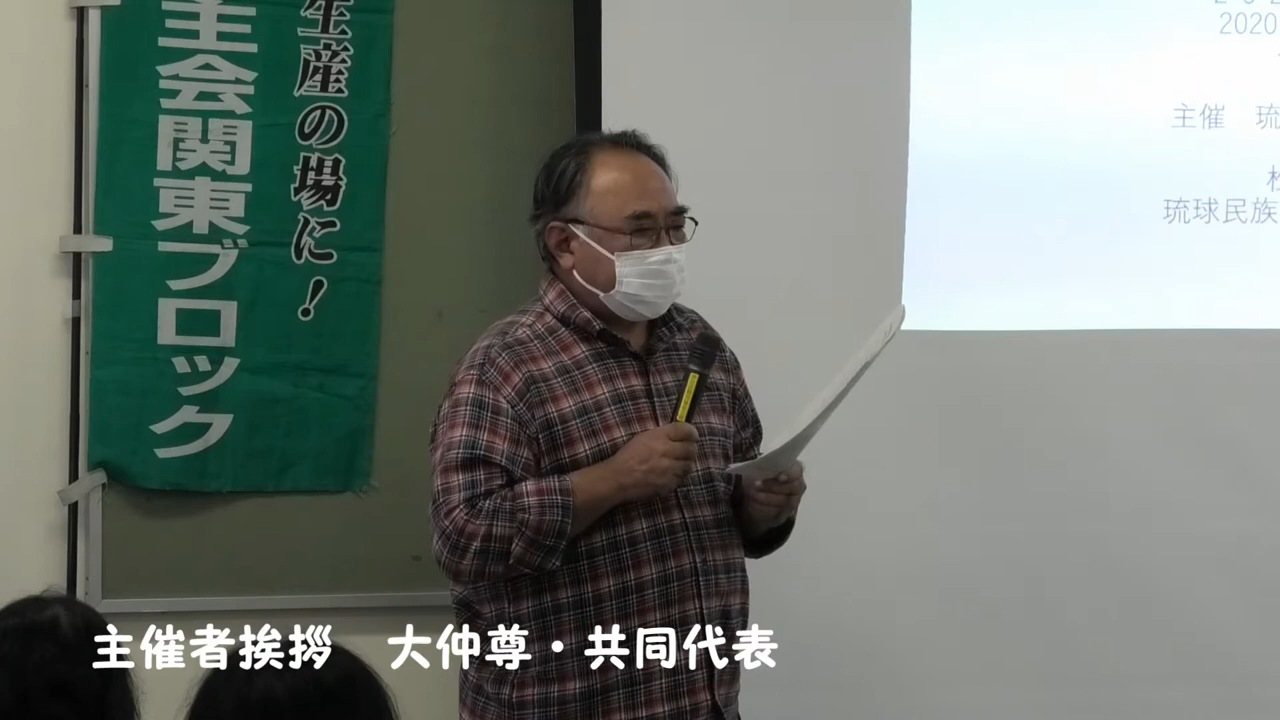 生産の場に！
主会関東ブロック
2020
主催 琉
琉球民族
主催者挨拶 大仲尊・共同代表